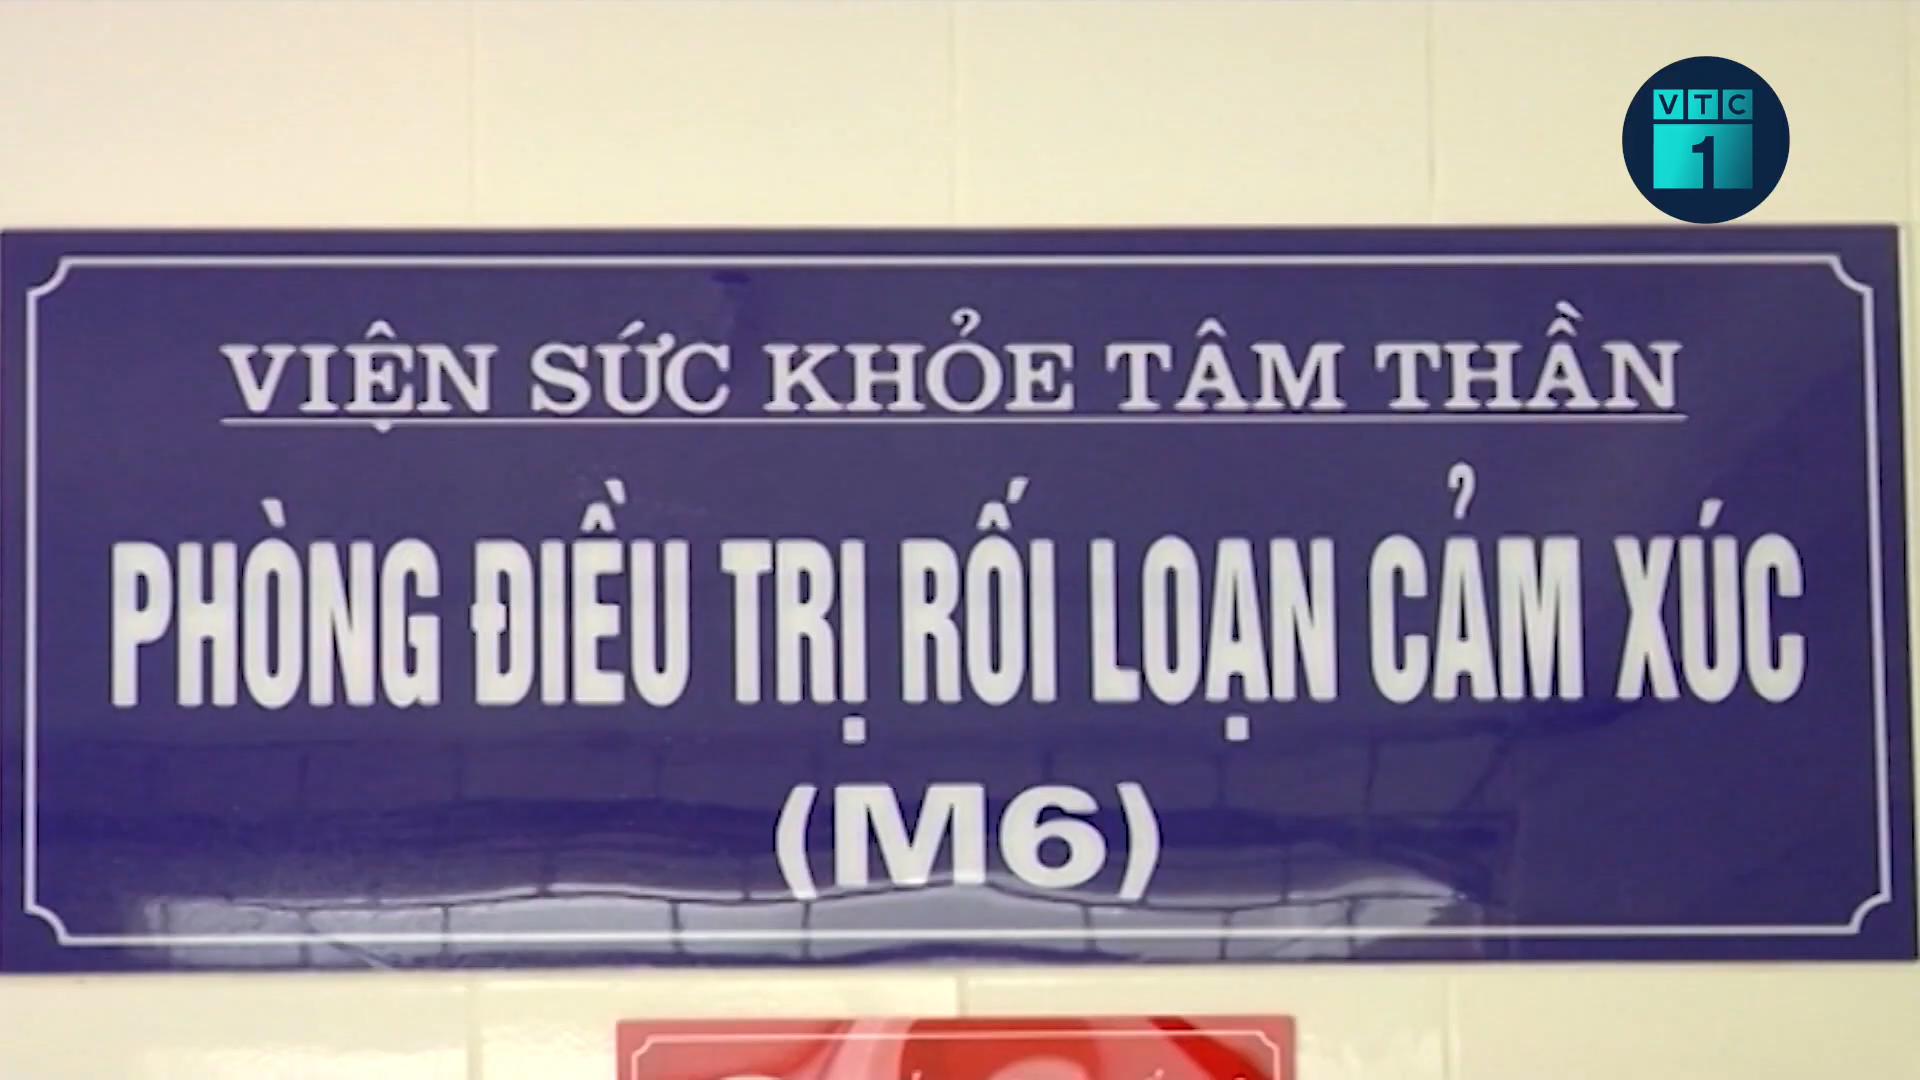 VTC
1
VIỆN SỨC KHỎE TÂM THẦN
PHÒNG ĐIỀU TRỊ RỐI LOẠN CẢM XÚC
(M6)